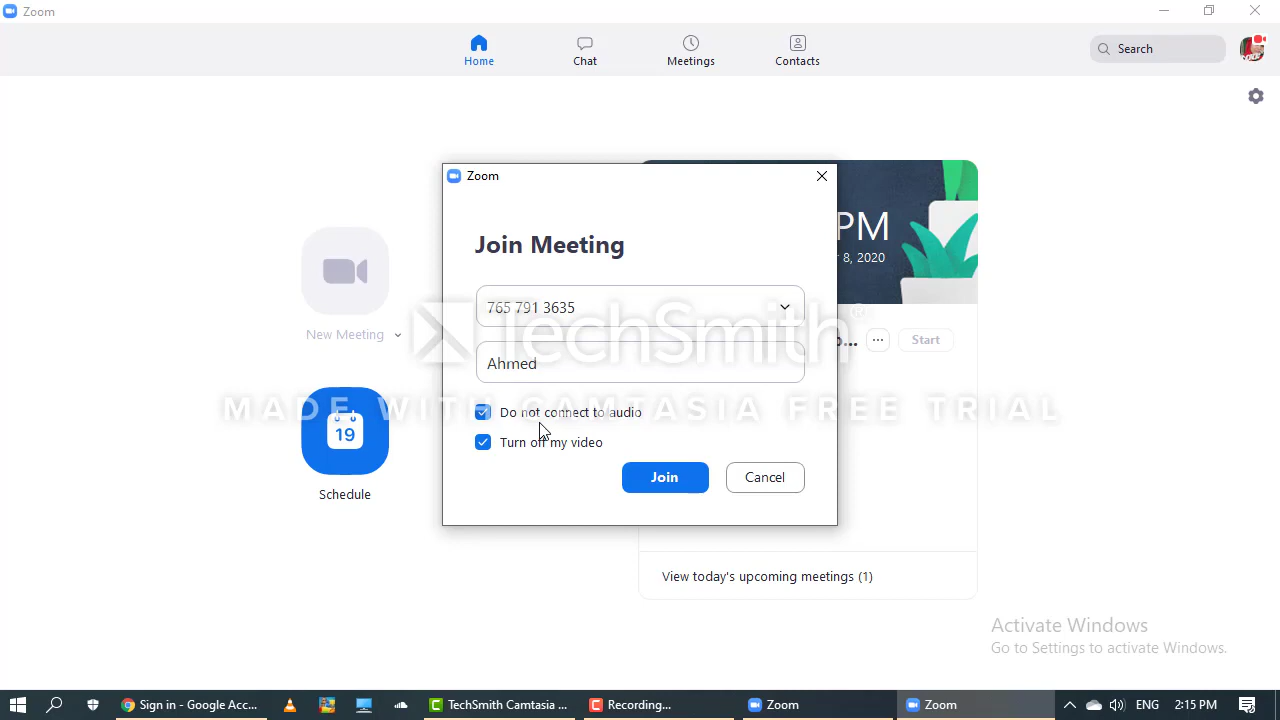 Zoom
Home
Chat
Meetings
Contacts
Search
Zoom
Join Meeting
PM
8, 2020
765 791 3635
New Meeting
Start
TechSmith
Ahmed
MADE WITH CAMTASIA FREE TRIAL
Do not connect to audio
19
Turn off my video
Join
Cancel
Schedule
View today's upcoming meetings (1)
Activate Windows
Go to Settings to activate Windows.
Sign in - Google Acc...
TechSmith Camtasia ...
Recording...
Zoom
Zoom
ENG
2:15 PM